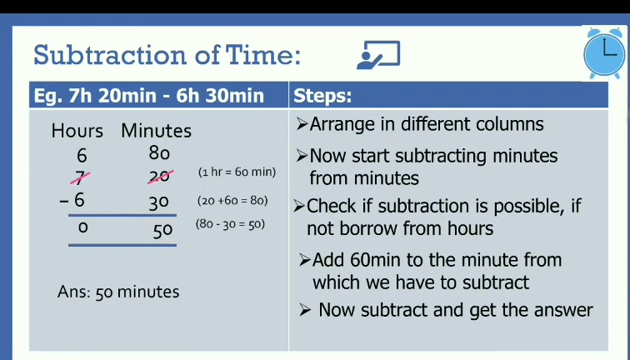 Subtraction of Time:
Eg. 7h 20min - 6h 30min
Hours Minutes
6 80
7 20 (1 hr = 60 min)
– 6 30 (20 +60 = 80)
0 50 (80 - 30 = 50)
Ans: 50 minutes
Steps:
➢Arrange in different columns
➢Now start subtracting minutes
from minutes
➢Check if subtraction is possible, if
not borrow from hours
➢Add 60min to the minute from
which we have to subtract
➢ Now subtract and get the answer